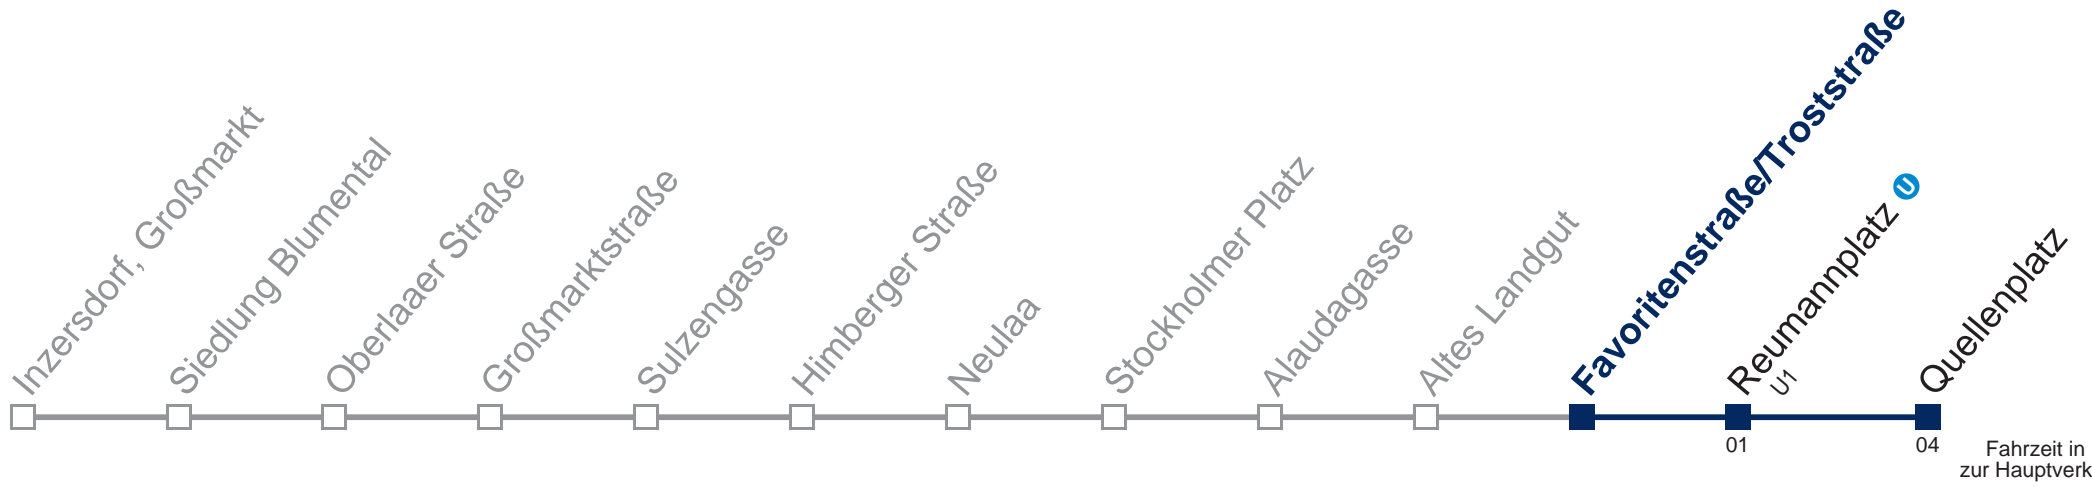 Inzersdorf, Großmarkt
Siedlung Blumental
Oberlaaer Straße
Großmarktstraße
Sulzengasse
Himberger Straße
Neulaa
Stockholmer Platz
Alaudagasse
Altes Landgut
Favoritenstraße/Troststraße
Reumannplatz U
U1
Quellenplatz
01
04
Fahrzeit in
zur Hauptverk